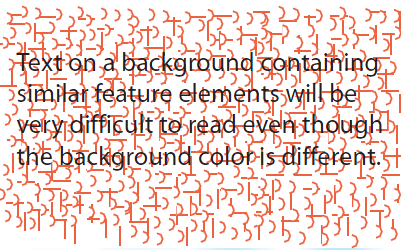 Text on a background containing
similar feature elements will be
very difficult to read even though
the background color is different.